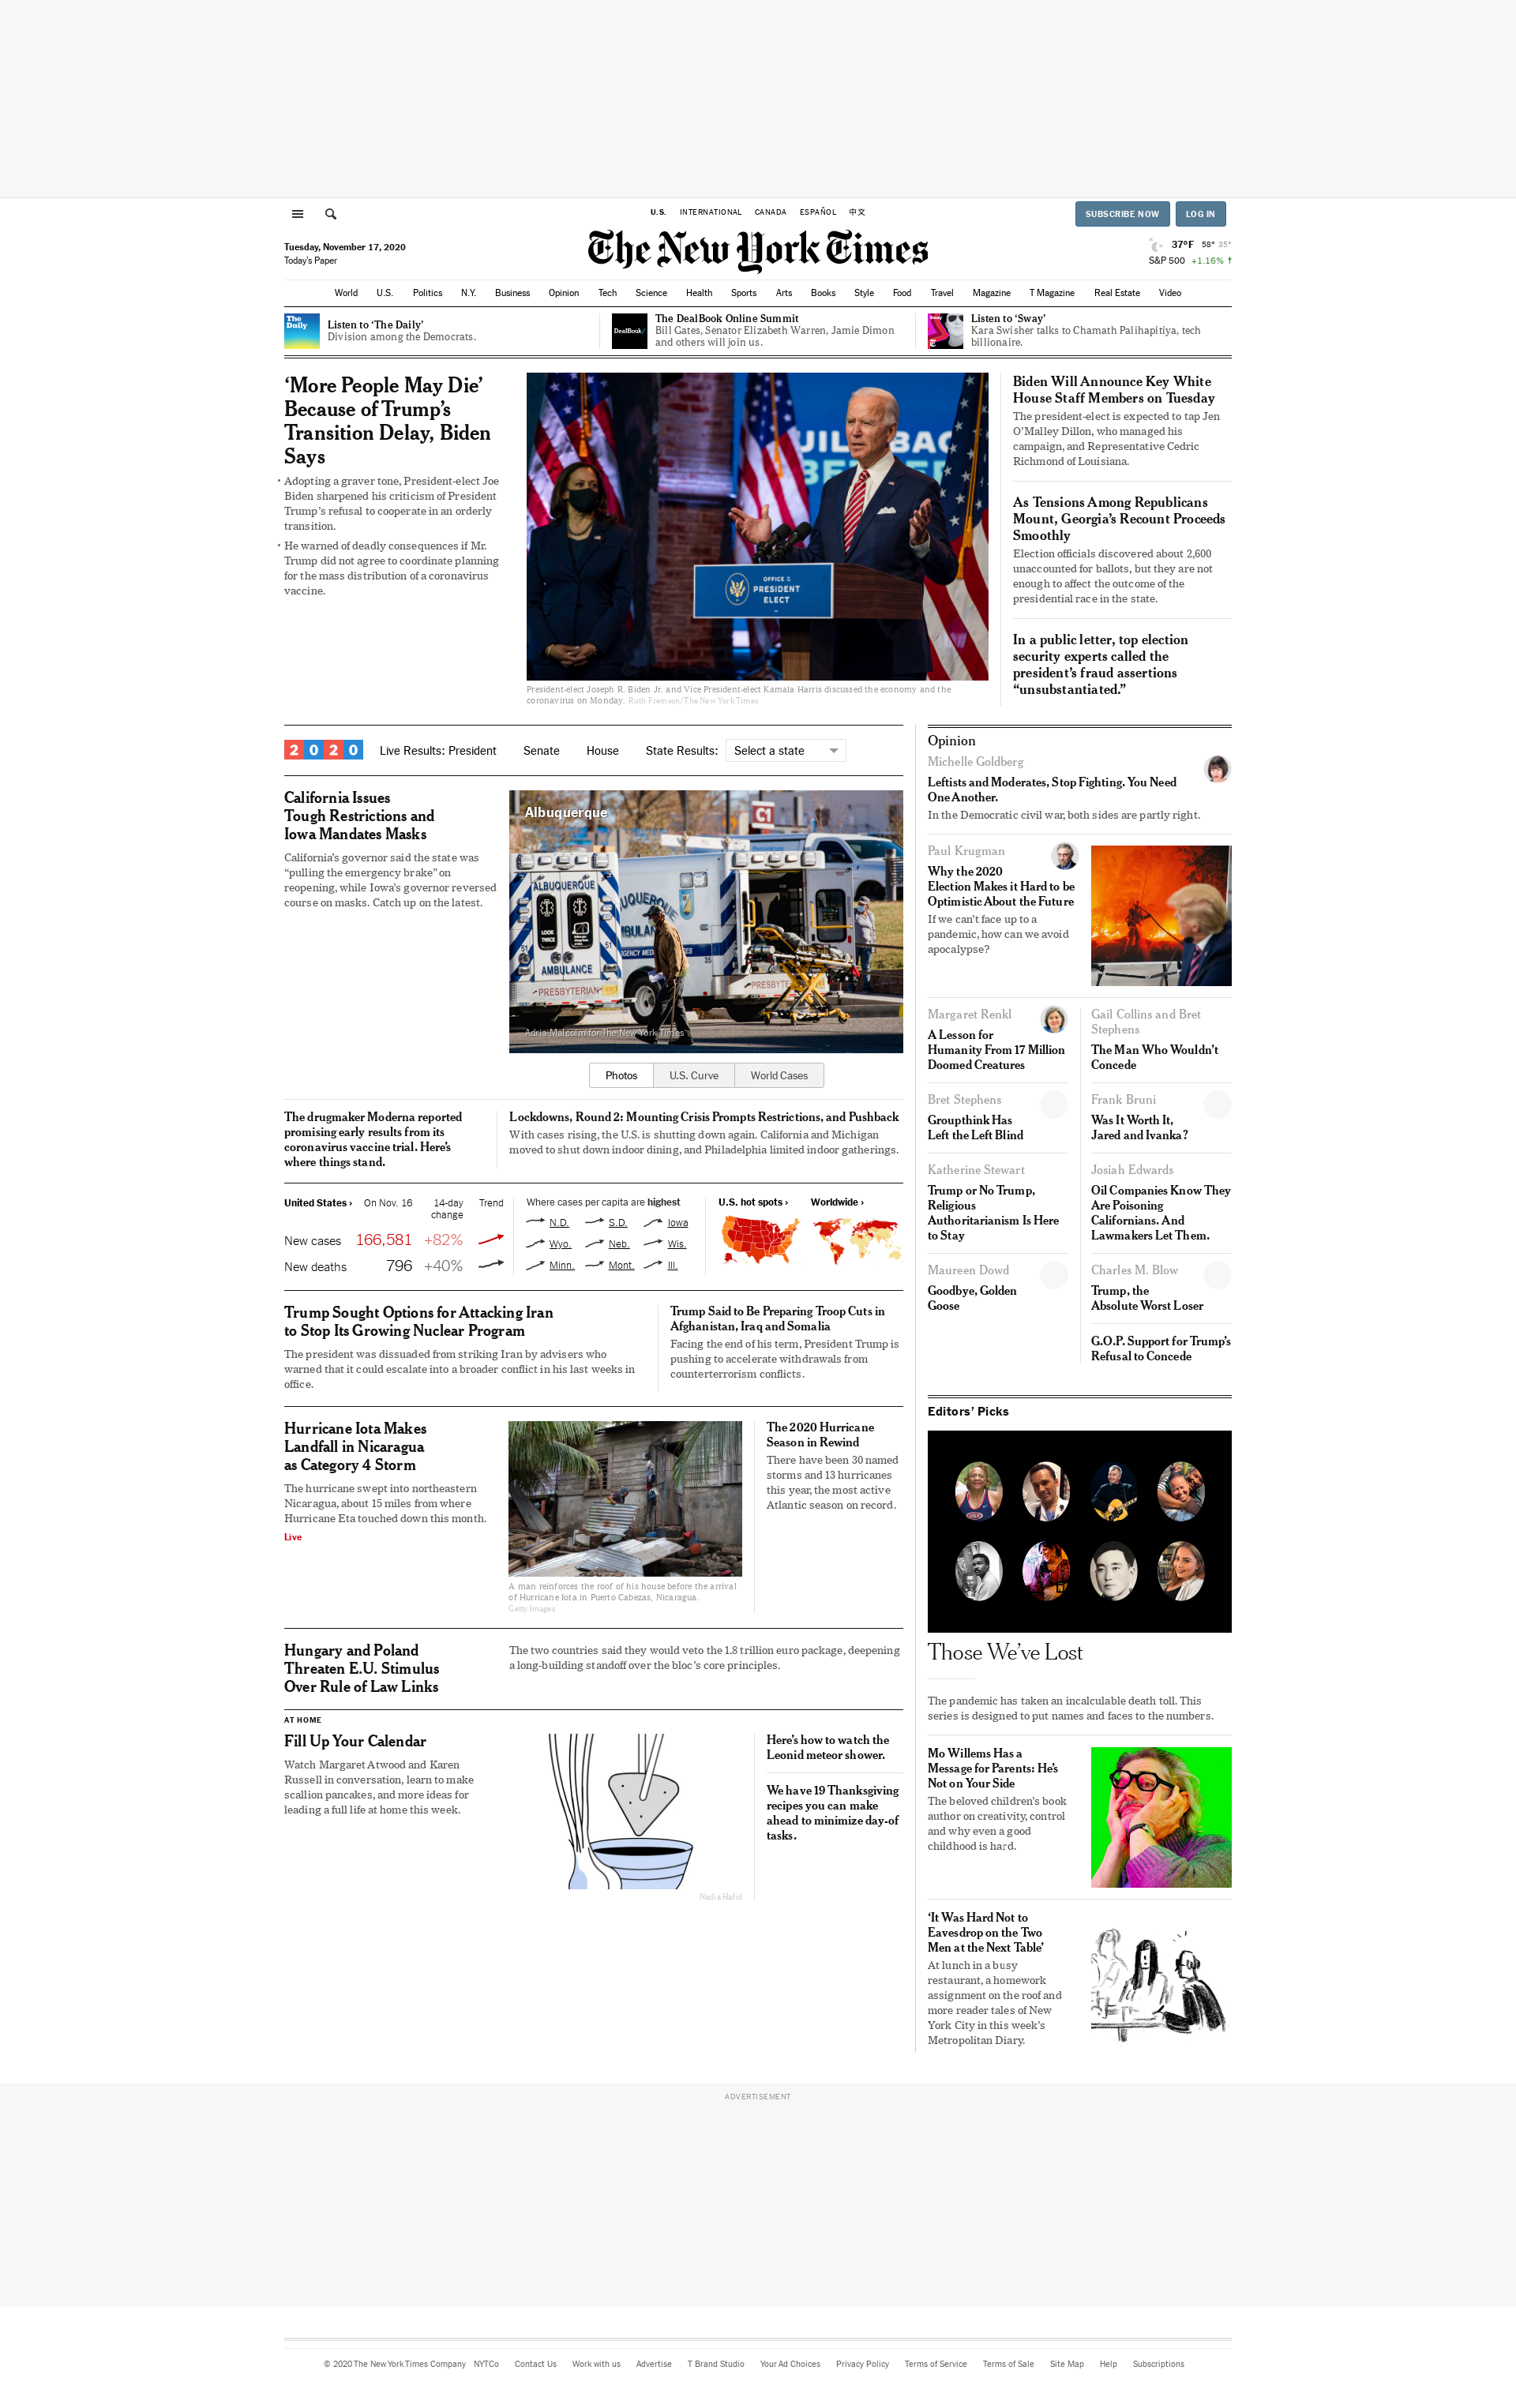 U.S. INTERNATIONAL CANADA ESPAÑOL 中文
SUBSCRIBE NOW LOG IN
Tuesday, November 17, 2020
Today's Paper
The New York Times
37°F 58° 35°
S&P 500 +1.16% ↑
World U.S. Politics N.Y. Business Opinion Tech Science Health Sports Arts Books Style Food Travel Magazine T Magazine Real Estate Video
The
Daily
Listen to ‘The Daily’
Division among the Democrats.
DealBook/
The DealBook Online Summit
Bill Gates, Senator Elizabeth Warren, Jamie Dimon
and others will join us.
Sway
Listen to ‘Sway’
Kara Swisher talks to Chamath Palihapitiya, tech
billionaire.
‘More People May Die’
Because of Trump’s
Transition Delay, Biden
Says
• Adopting a graver tone, President-elect Joe
Biden sharpened his criticism of President
Trump’s refusal to cooperate in an orderly
transition.
• He warned of deadly consequences if Mr.
Trump did not agree to coordinate planning
for the mass distribution of a coronavirus
vaccine.
OFFICE OF THE
PRESIDENT
ELECT
President-elect Joseph R. Biden Jr. and Vice President-elect Kamala Harris discussed the economy and the
coronavirus on Monday. Ruth Fremson/The New York Times
Biden Will Announce Key White
House Staff Members on Tuesday
The president-elect is expected to tap Jen
O’Malley Dillon, who managed his
campaign, and Representative Cedric
Richmond of Louisiana.
As Tensions Among Republicans
Mount, Georgia’s Recount Proceeds
Smoothly
Election officials discovered about 2,600
unaccounted for ballots, but they are not
enough to affect the outcome of the
presidential race in the state.
In a public letter, top election
security experts called the
president’s fraud assertions
“unsubstantiated.”
2020 Live Results: President Senate House State Results: Select a state
California Issues
Tough Restrictions and
Iowa Mandates Masks
California’s governor said the state was
“pulling the emergency brake” on
reopening, while Iowa’s governor reversed
course on masks. Catch up on the latest.
Albuquerque
C1
ALBUQUERQUE
AMBULANCE
PRESBYTERIAN
Adria Malcolm for The New York Times
Photos U.S. Curve World Cases
The drugmaker Moderna reported
promising early results from its
coronavirus vaccine trial. Here’s
where things stand.
Lockdowns, Round 2: Mounting Crisis Prompts Restrictions, and Pushback
With cases rising, the U.S. is shutting down again. California and Michigan
moved to shut down indoor dining, and Philadelphia limited indoor gatherings.
United States › On Nov. 16 14-day
change Trend
New cases 166,581 +82%
New deaths 796 +40%
Where cases per capita are highest
N.D. S.D. Iowa
Wyo. Neb. Wis.
Minn. Mont. Ill.
U.S. hot spots › Worldwide ›
Trump Sought Options for Attacking Iran
to Stop Its Growing Nuclear Program
The president was dissuaded from striking Iran by advisers who
warned that it could escalate into a broader conflict in his last weeks in
office.
Trump Said to Be Preparing Troop Cuts in
Afghanistan, Iraq and Somalia
Facing the end of his term, President Trump is
pushing to accelerate withdrawals from
counterterrorism conflicts.
Hurricane Iota Makes
Landfall in Nicaragua
as Category 4 Storm
The hurricane swept into northeastern
Nicaragua, about 15 miles from where
Hurricane Eta touched down this month.
Live
A man reinforces the roof of his house before the arrival
of Hurricane Iota in Puerto Cabezas, Nicaragua.
Getty Images
The 2020 Hurricane
Season in Rewind
There have been 30 named
storms and 13 hurricanes
this year, the most active
Atlantic season on record.
Hungary and Poland
Threaten E.U. Stimulus
Over Rule of Law Links
The two countries said they would veto the 1.8 trillion euro package, deepening
a long-building standoff over the bloc’s core principles.
AT HOME
Fill Up Your Calendar
Watch Margaret Atwood and Karen
Russell in conversation, learn to make
scallion pancakes, and more ideas for
leading a full life at home this week.
Nadia Hafid
Here’s how to watch the
Leonid meteor shower.
We have 19 Thanksgiving
recipes you can make
ahead to minimize day-of
tasks.
Opinion
Michelle Goldberg
Leftists and Moderates, Stop Fighting. You Need
One Another.
In the Democratic civil war, both sides are partly right.
Paul Krugman
Why the 2020
Election Makes it Hard to be
Optimistic About the Future
If we can’t face up to a
pandemic, how can we avoid
apocalypse?
Margaret Renkl
A Lesson for
Humanity From 17 Million
Doomed Creatures
Gail Collins and Bret
Stephens
The Man Who Wouldn’t
Concede
Bret Stephens
Groupthink Has
Left the Left Blind
Frank Bruni
Was It Worth It,
Jared and Ivanka?
Katherine Stewart
Trump or No Trump,
Religious
Authoritarianism Is Here
to Stay
Josiah Edwards
Oil Companies Know They
Are Poisoning
Californians. And
Lawmakers Let Them.
Maureen Dowd
Goodbye, Golden
Goose
Charles M. Blow
Trump, the
Absolute Worst Loser
G.O.P. Support for Trump’s
Refusal to Concede
Editors’ Picks
Those We’ve Lost
The pandemic has taken an incalculable death toll. This
series is designed to put names and faces to the numbers.
Mo Willems Has a
Message for Parents: He’s
Not on Your Side
The beloved children’s book
author on creativity, control
and why even a good
childhood is hard.
‘It Was Hard Not to
Eavesdrop on the Two
Men at the Next Table’
At lunch in a busy
restaurant, a homework
assignment on the roof and
more reader tales of New
York City in this week’s
Metropolitan Diary.
ADVERTISEMENT
© 2020 The New York Times Company NYTCo Contact Us Work with us Advertise T Brand Studio Your Ad Choices Privacy Policy Terms of Service Terms of Sale Site Map Help Subscriptions